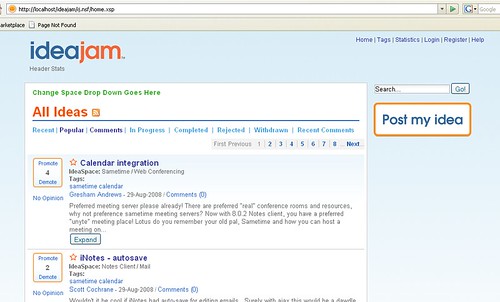 http://localhost/ideajam/ij.nsf/home.xsp
Google
arketplace Page Not Found
ideajam
Home | Tags | Statistics | Login | Register | Help
Header Stats
Search...
Go!
Change Space Drop Down Goes Here
All Ideas
Post my idea
Recent | Popular | Comments | In Progress | Completed | Rejected | Withdrawn | Recent Comments
First Previous 1 | 2 | 3 | 4 | 5 | 6 | 7 | 8 ... Next
Promote
4
Demote
No Opinion
Calendar integration
IdeaSpace: Sametime / Web Conferencing
Tags:
sametime calendar
Gresham Andrews - 29-Aug-2008 / Comments (0)
Preferred meeting server please already! There are preferred "real" conference rooms and resources,
why not preference sametime meeting servers? Now with 8.0.2 Notes client, you have a preferred
"unyte" meeting place! Lotus do you remember your old pal, Sametime and how you can host a
meeting on...
Expand
Promote
2
Demote
No Opinion
iNotes - autosave
IdeaSpace: Notes Client / Mail
Tags:
sametime calendar
Scott Cochrane - 29-Aug-2008 / Comments (0)
Wouldn't it be cool if iNotes had auto-save for editing emails. Surely with ajax this would be a doddle